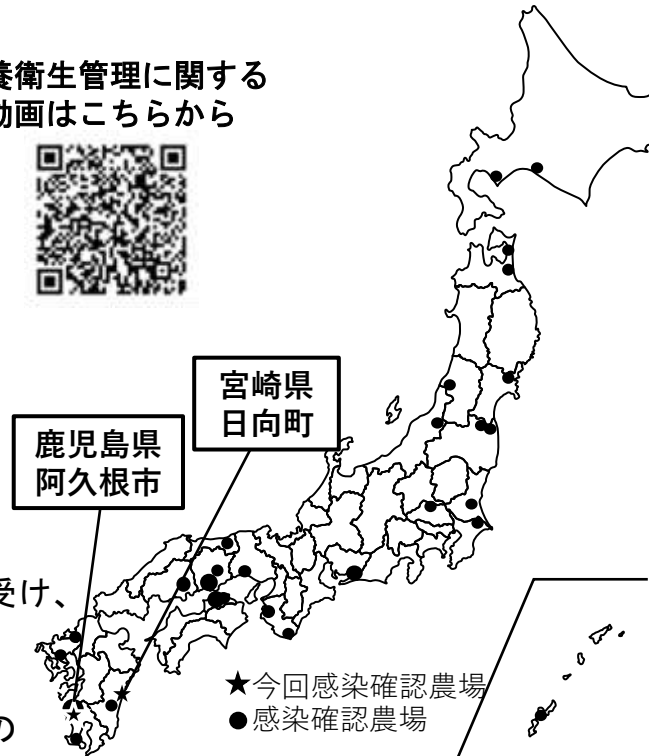 養衛生管理に関する
動画はこちらから
宮崎県
日向町
鹿児島県
阿久根市
受け、
★今回感染確認農場
●感染確認農場
の